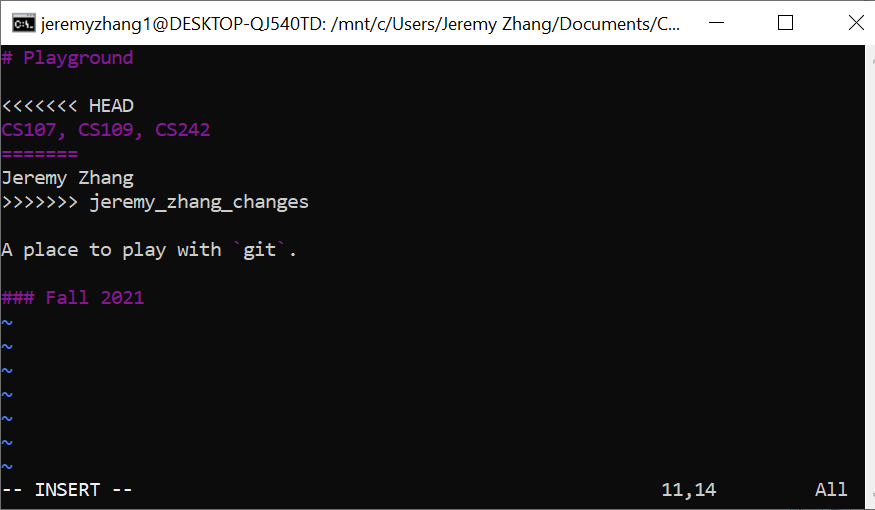 jeremyzhang1@DESKTOP-QJ540TD: /mnt/c/Users/Jeremy Zhang/Documents/C...
# Playground
<<<<<<< HEAD
CS107, CS109, CS242
=======
Jeremy Zhang
>>>>>>> jeremy_zhang_changes
A place to play with `git`.
### Fall 2021
~
~
~
~
~
~
~
-- INSERT -- 11,14 All